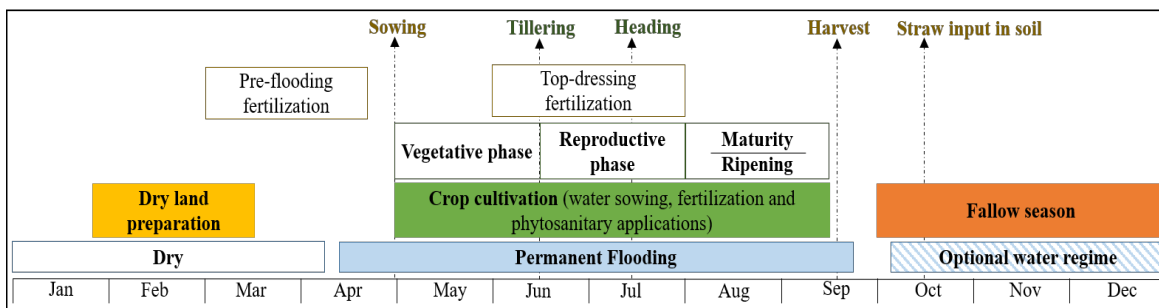 Sowing
Tillering
Heading
Harvest
Straw input in soil
Pre-flooding
fertilization
Top-dressing
fertilization
Vegetative phase
Reproductive
phase
Maturity
Ripening
Dry land
preparation
Crop cultivation (water sowing, fertilization and
phytosanitary applications)
Fallow season
Dry
Permanent Flooding
Optional water regime
Jan
Feb
Mar
Apr
May
Jun
Jul
Aug
Sep
Oct
Nov
Dec